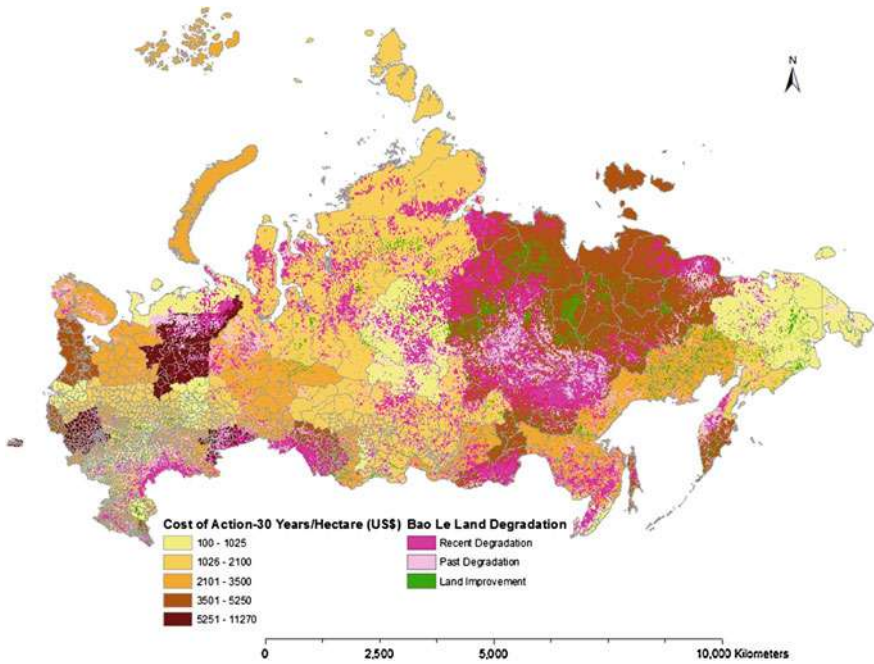 N
Cost of Action-30 Years/Hectare (US$) Bao Le Land Degradation
100 - 1025 Recent Degradation
1026 - 2100 Past Degradation
2101 - 3500 Land Improvement
3501 - 5250
5251 - 11270
0 2,500 5,000 10,000 Kilometers